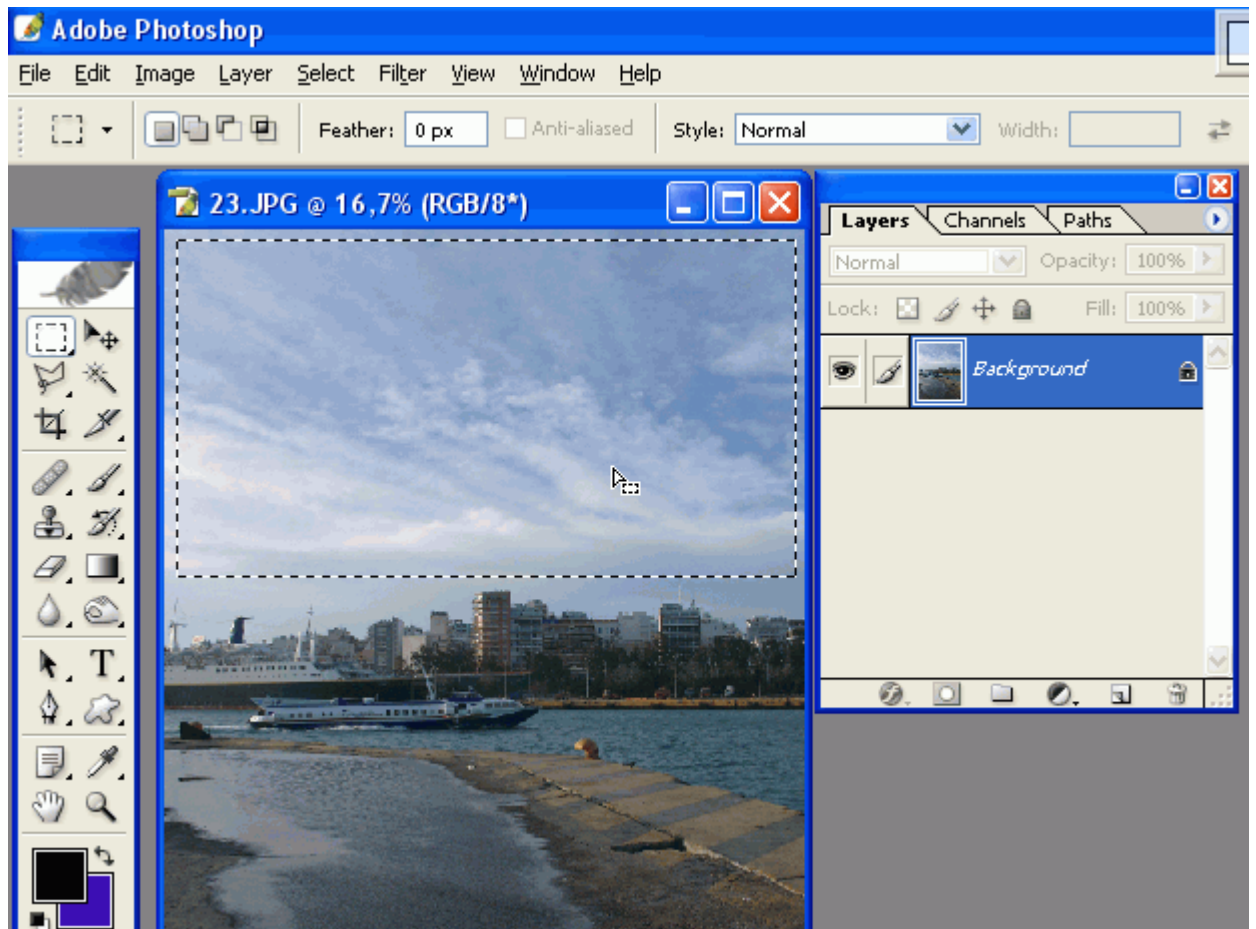 Adobe Photoshop
File Edit Image Layer Select Filter View Window Help
Feather: 0 px Anti-aliased Style: Normal Width:
23.JPG @ 16,7% (RGB/8*)
Layers Channels Paths
Normal Opacity: 100%
Lock: Fill: 100%
Background
T